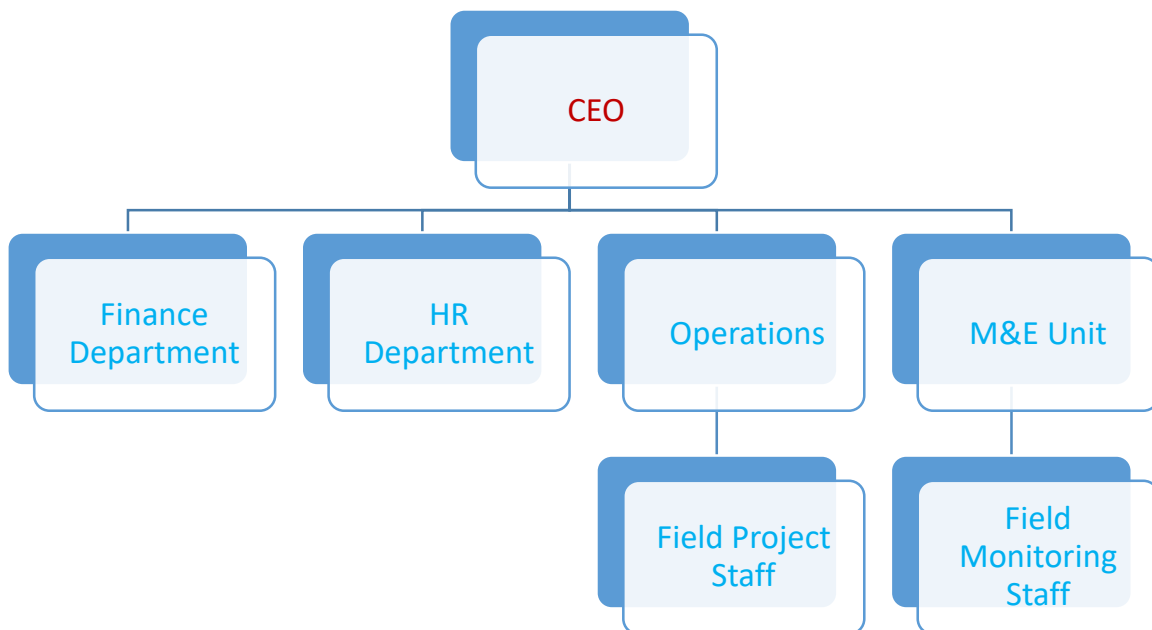 CEO
Finance
Department
HR
Department
Operations
M&E Unit
Field Project
Staff
Field
Monitoring
Staff